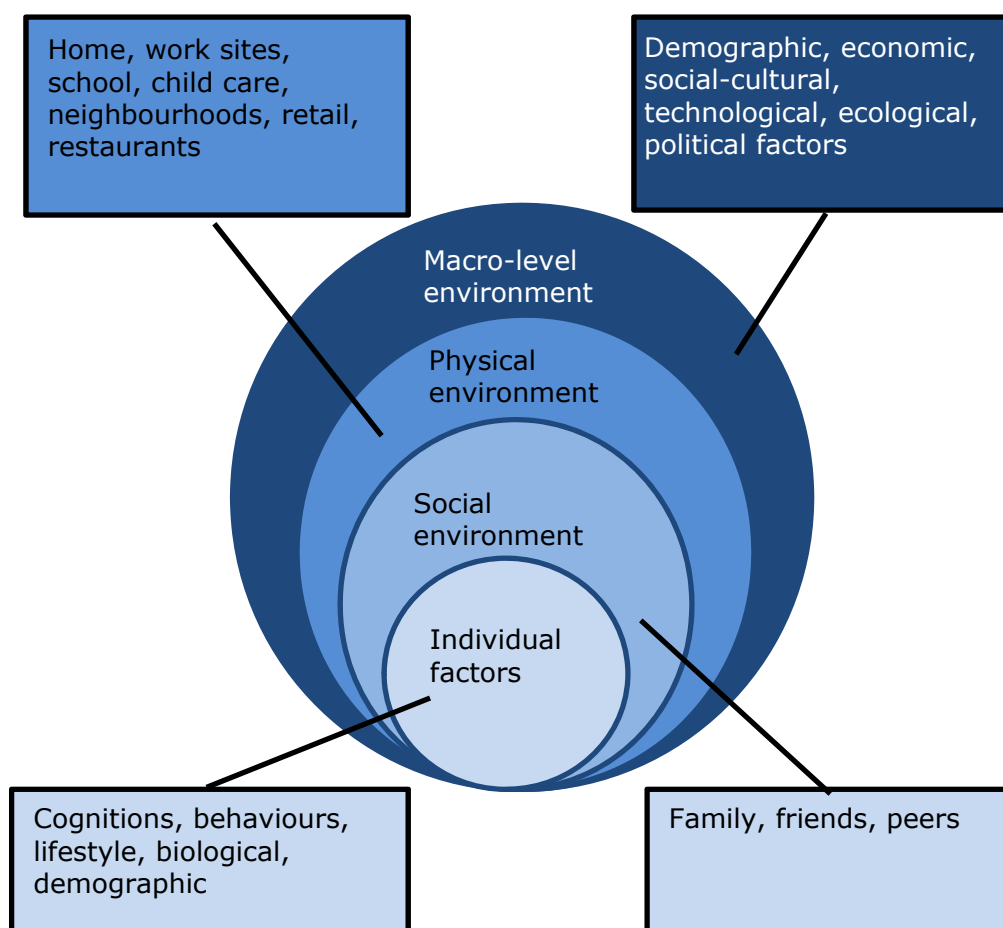 Home, work sites,
school, child care,
neighbourhoods, retail,
restaurants
Demographic, economic,
social-cultural,
technological, ecological,
political factors
Macro-level
environment
Physical
environment
Social
environment
Individual
factors
Cognitions, behaviours,
lifestyle, biological,
demographic
Family, friends, peers